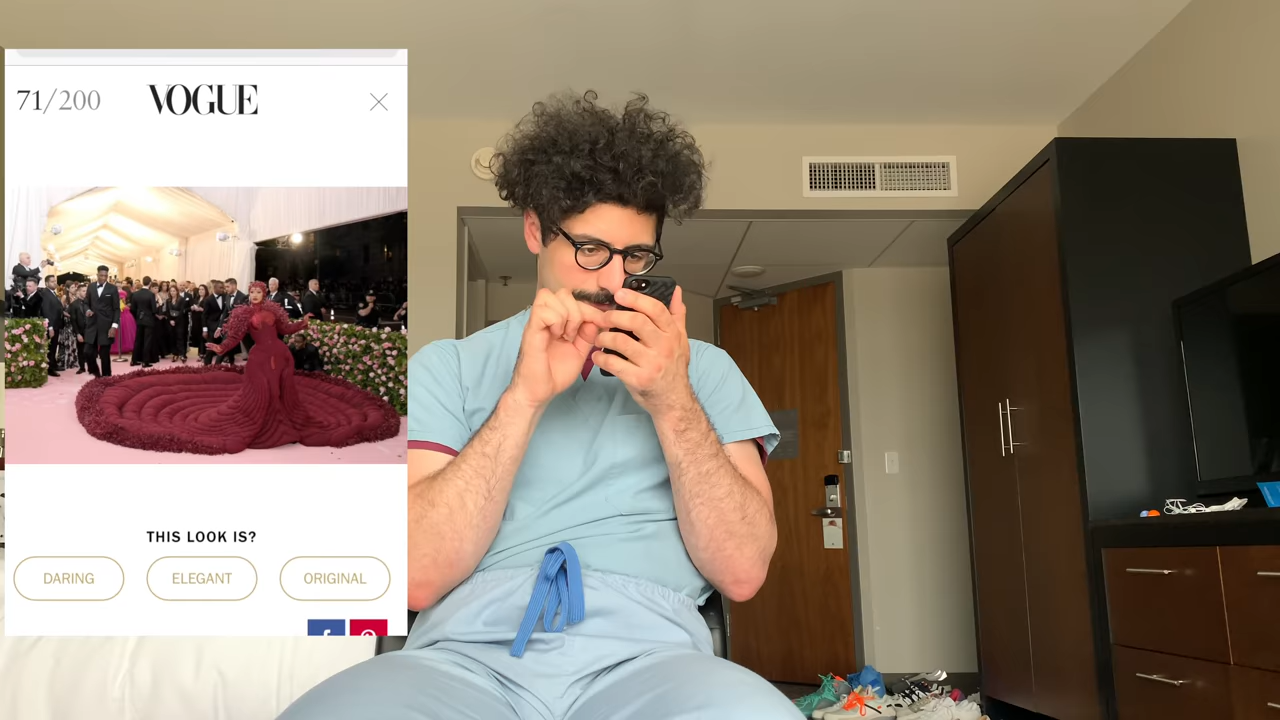 71/200
VOGUE
THIS LOOK IS?
DARING
ELEGANT
ORIGINAL